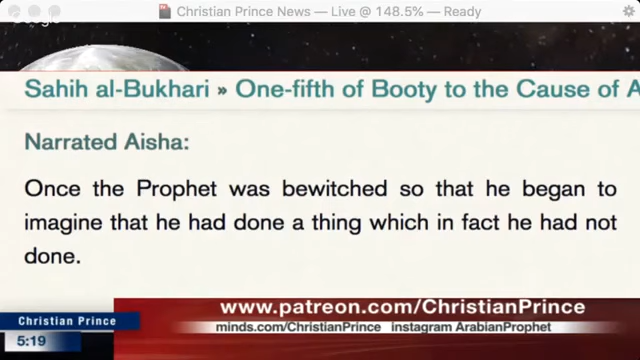 Christian Prince News — Live @ 148.5% — Ready
Google
Sahih al-Bukhari » One-fifth of Booty to the Cause of A
Narrated Aisha:
Once the Prophet was bewitched so that he began to
imagine that he had done a thing which in fact he had not
done.
www.patreon.com/ChristianPrince
Christian Prince
minds.com/ChristianPrince instagram ArabianProphet
5:19